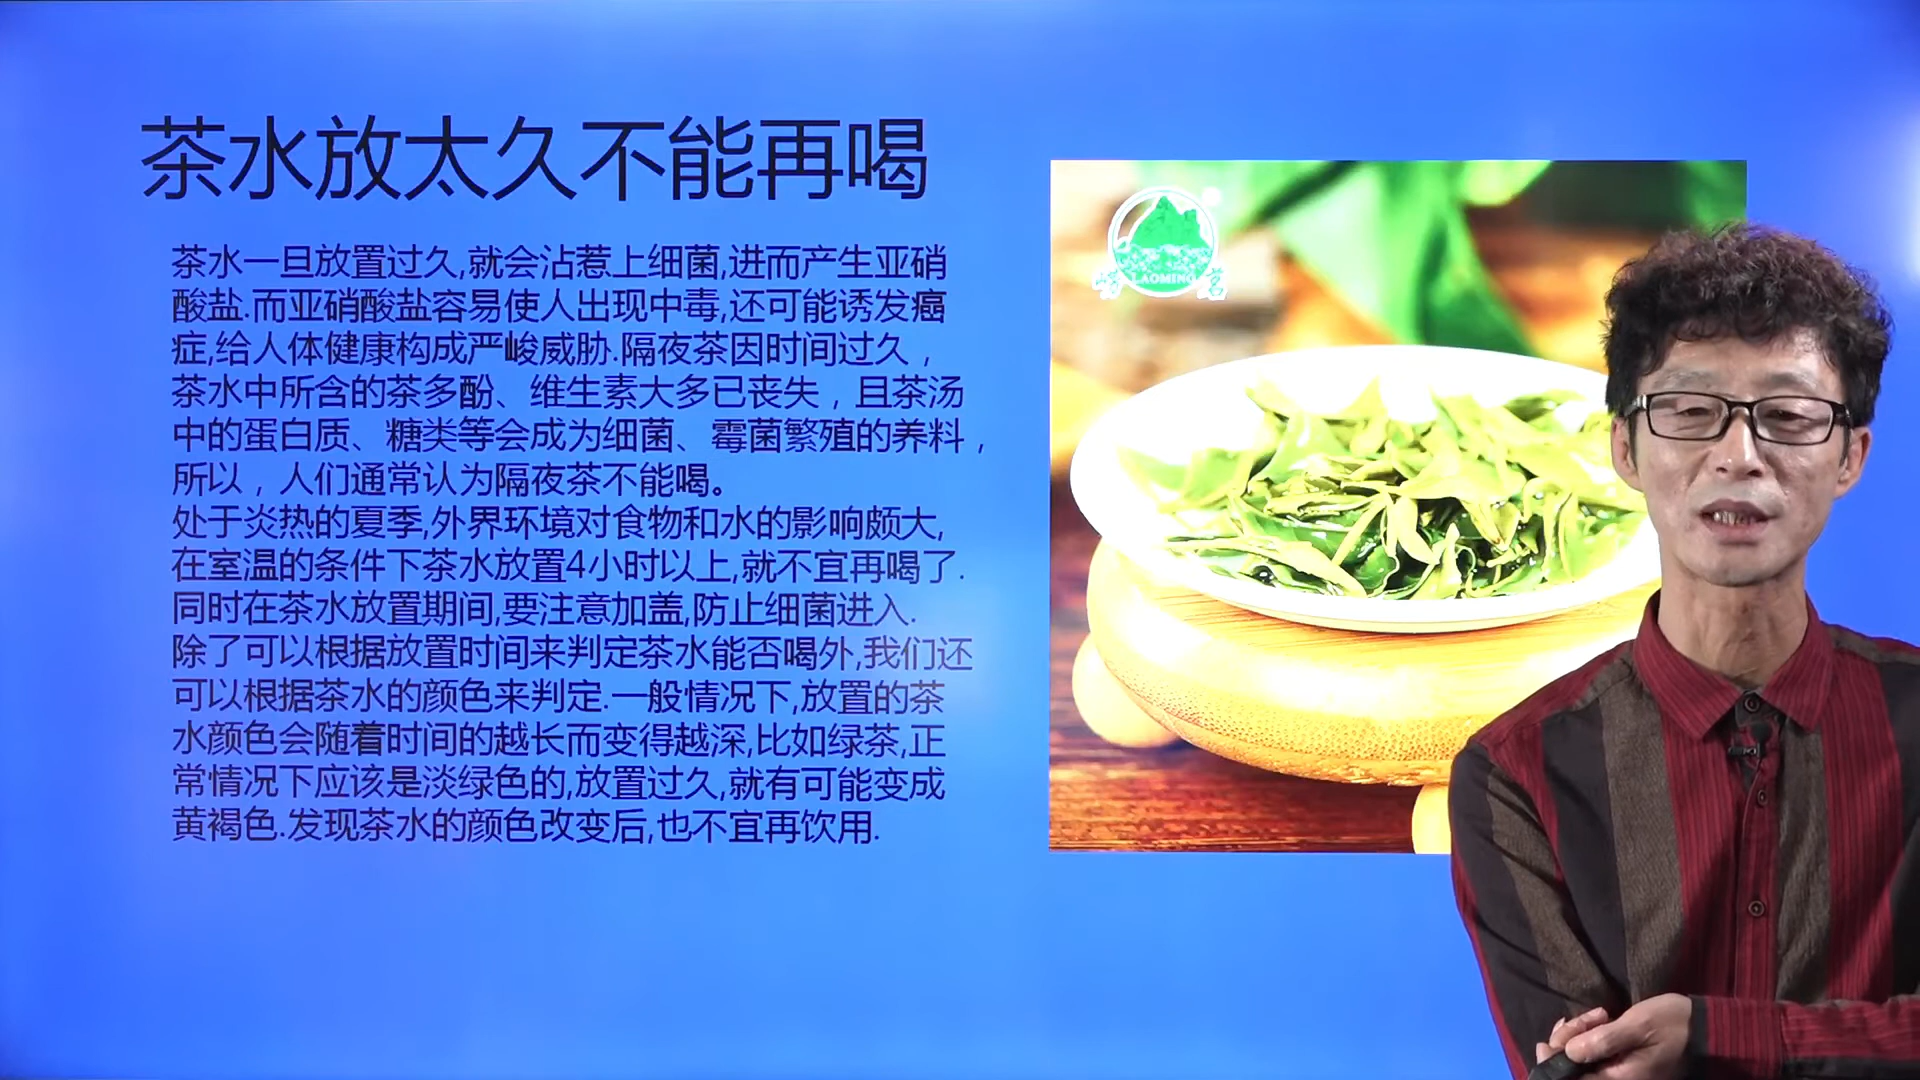 茶水放太久不能再喝
茶水一旦放置过久,就会沾惹上细菌,进而产生亚硝
酸盐.而亚硝酸盐容易使人出现中毒,还可能诱发癌
症,给人体健康构成严峻威胁.隔夜茶因时间过久，
茶水中所含的茶多酚、维生素大多已丧失，且茶汤
中的蛋白质、糖类等会成为细菌、霉菌繁殖的养料，
所以，人们通常认为隔夜茶不能喝。
处于炎热的夏季,外界环境对食物和水的影响颇大,
在室温的条件下茶水放置4小时以上,就不宜再喝了.
同时在茶水放置期间,要注意加盖,防止细菌进入.
除了可以根据放置时间来判定茶水能否喝外,我们还
可以根据茶水的颜色来判定.一般情况下,放置的茶
水颜色会随着时间的越长而变得越深,比如绿茶,正
常情况下应该是淡绿色的,放置过久,就有可能变成
黄褐色.发现茶水的颜色改变后,也不宜再饮用.
崂 LAOMING 茗